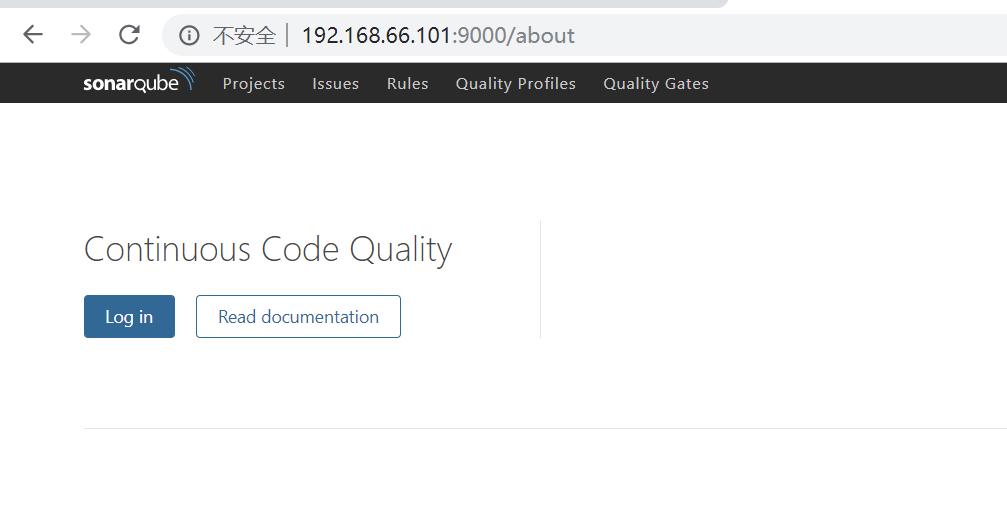 不安全 192.168.66.101:9000/about
sonarqube Projects Issues Rules Quality Profiles Quality Gates
Continuous Code Quality
Log in Read documentation